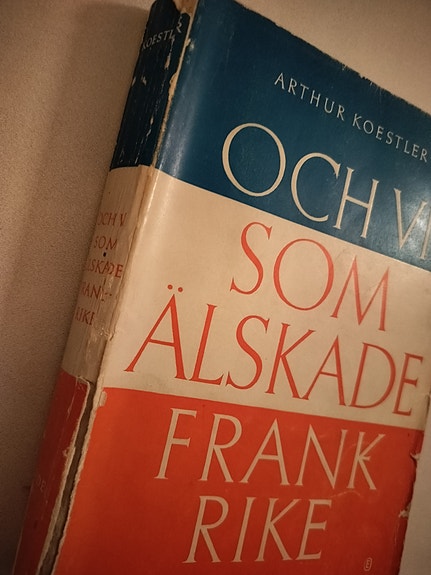 ARTHUR KOESTLER
OCH VI
SOM
ÄLSKADE
FRANK
RIKE
KOESTLER
OCH VI
SOM
ÄLSKADE
FRANK-
RIKE